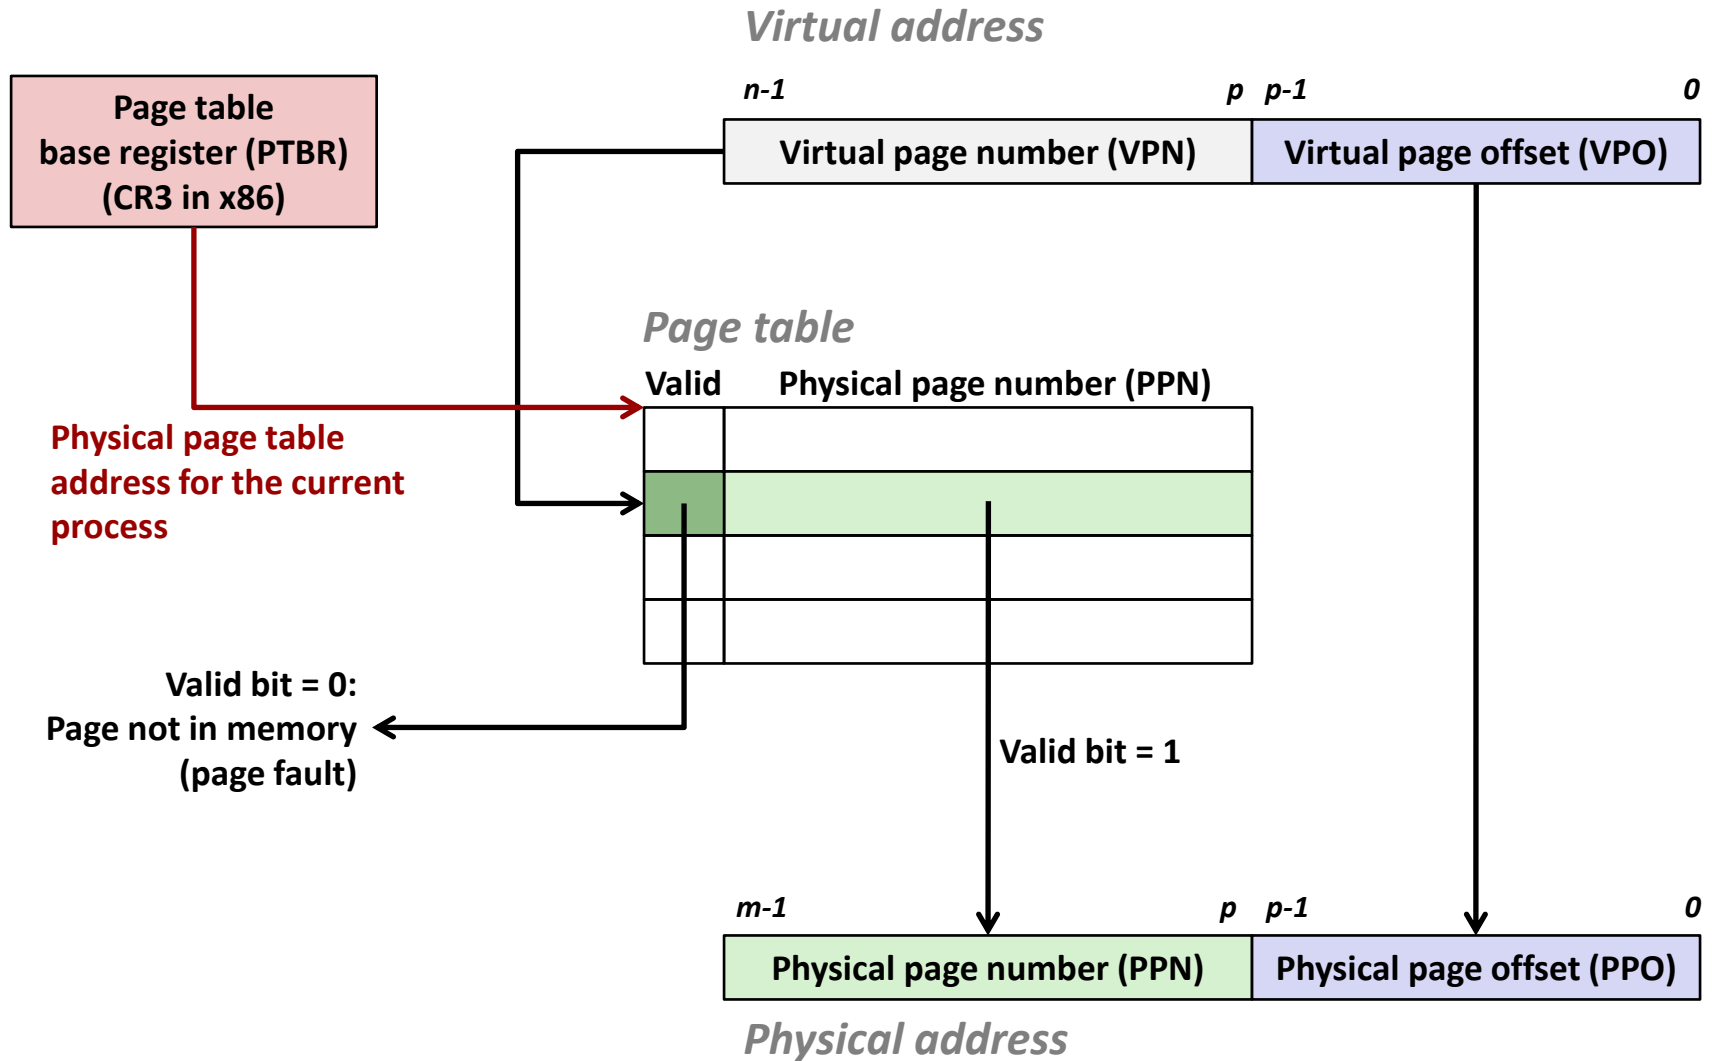 Virtual address
Page table
base register (PTBR)
(CR3 in x86)
n-1 p p-1 0
Virtual page number (VPN) Virtual page offset (VPO)
Page table
Valid Physical page number (PPN)
Physical page table
address for the current
process
Valid bit = 0:
Page not in memory
(page fault)
Valid bit = 1
m-1 p p-1 0
Physical page number (PPN) Physical page offset (PPO)
Physical address